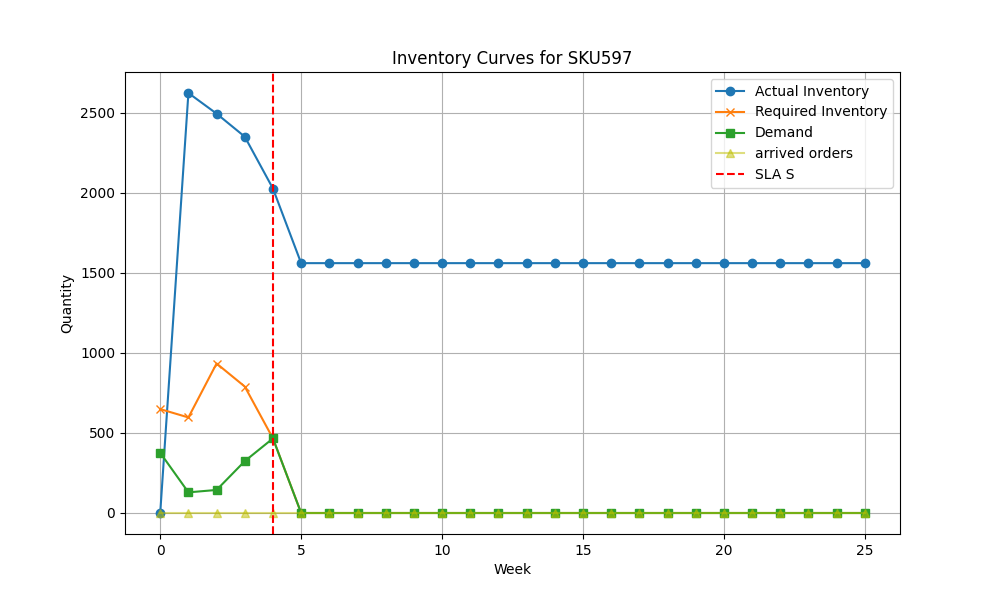 Inventory Curves for SKU597
Actual Inventory
Required Inventory
Demand
arrived orders
SLA S
Quantity
2500
2000
1500
1000
500
0
0 5 10 15 20 25
Week